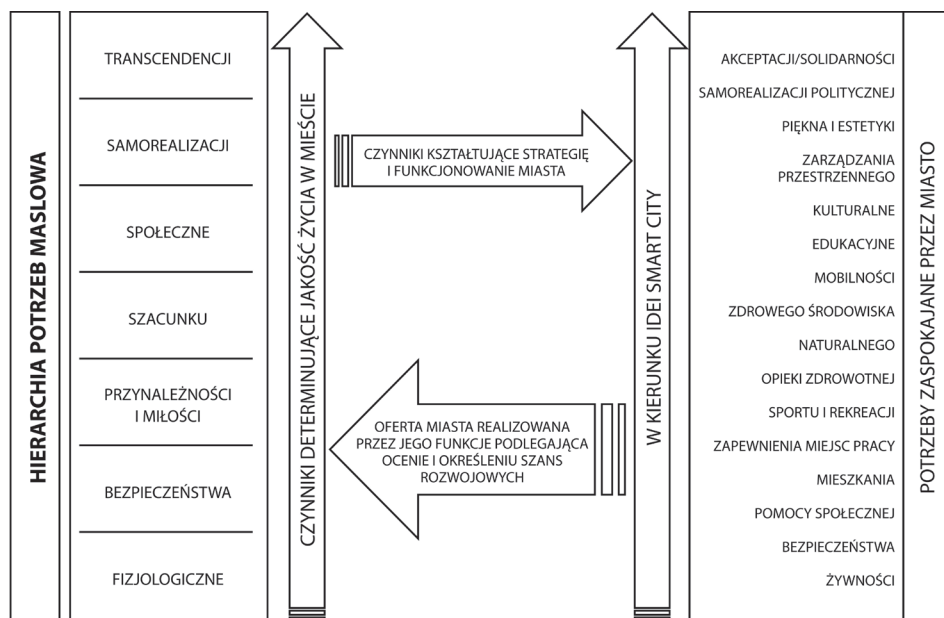 HIERARCHIA POTRZEB MASLOWA
TRANSCENDENCJI
SAMOREALIZACJI
SPOŁECZNE
SZACUNKU
PRZYNALEŻNOŚCI
I MIŁOŚCI
BEZPIECZEŃSTWA
FIZJOLOGICZNE
CZYNNIKI DETERMINUJĄCE JAKOŚĆ ŻYCIA W MIEŚCIE
CZYNNIKI KSZTAŁTUJĄCE STRATEGIĘ
I FUNKCJONOWANIE MIASTA
OFERTA MIASTA REALIZOWANA
PRZEZ JEGO FUNKCJE PODLEGAJĄCA
OCENIE I OKREŚLENIU SZANS
ROZWOJOWYCH
W KIERUNKU IDEI SMART CITY
AKCEPTACJI/SOLIDARNOŚCI
SAMOREALIZACJI POLITYCZNEJ
PIĘKNA I ESTETYKI
ZARZĄDZANIA
PRZESTRZENNEGO
KULTURALNE
EDUKACYJNE
MOBILNOŚCI
ZDROWEGO ŚRODOWISKA
NATURALNEGO
OPIEKI ZDROWOTNEJ
SPORTU I REKREACJI
ZAPEWNIENIA MIEJSC PRACY
MIESZKANIA
POMOCY SPOŁECZNEJ
BEZPIECZEŃSTWA
ŻYWNOŚCI
POTRZEBY ZASPOKAJANE PRZEZ MIASTO